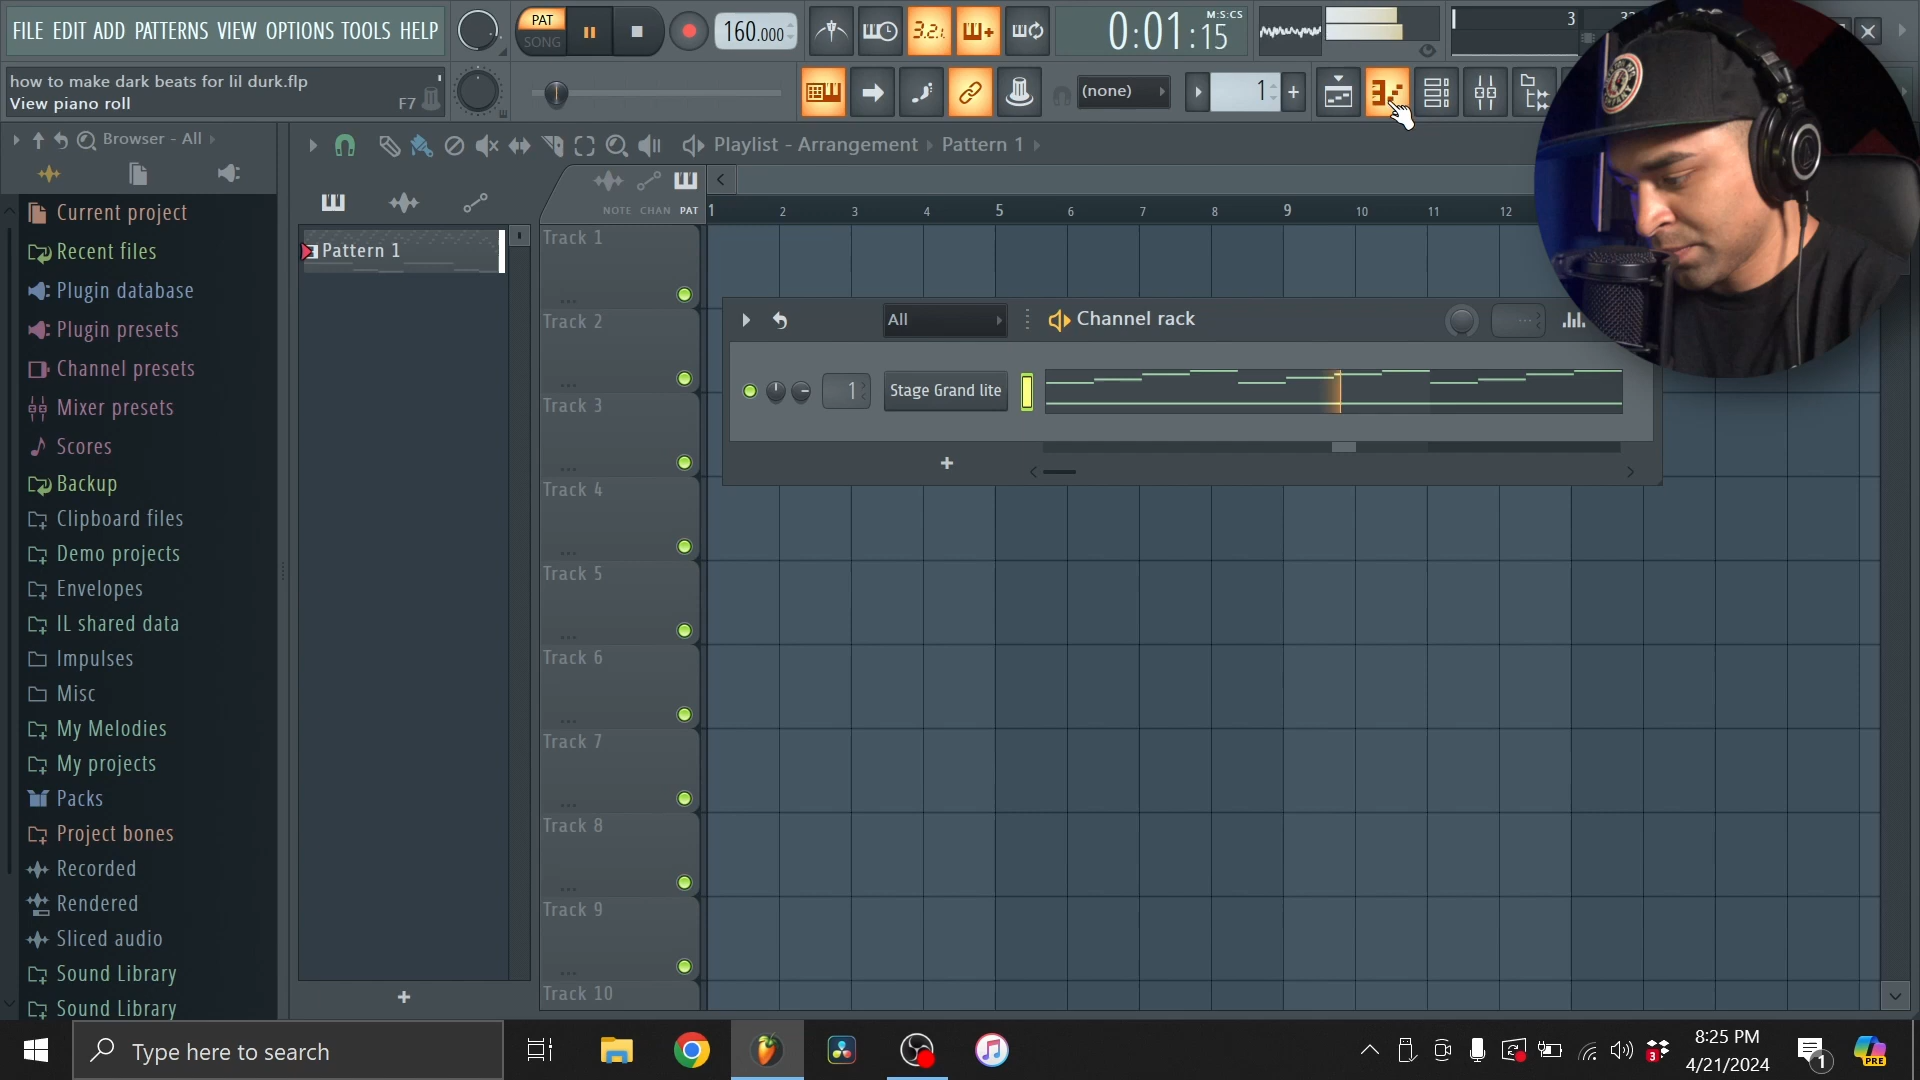 FILE EDIT ADD PATTERNS VIEW OPTIONS TOOLS HELP
PAT
SONG
160.000
3.2.1
M:S:CS
0:01:15
3
how to make dark beats for lil durk.flp
View piano roll
F7
(none)
1
Browser - All
Playlist - Arrangement
Pattern 1
NOTE CHAN PAT
1 2 3 4 5 6 7 8 9 10 11 12
Current project
Recent files
Plugin database
Plugin presets
Channel presets
Mixer presets
Scores
Backup
Clipboard files
Demo projects
Envelopes
IL shared data
Impulses
Misc
My Melodies
My projects
Packs
Project bones
Recorded
Rendered
Sliced audio
Sound Library
Sound Library
Pattern 1
Track 1
Track 2
Track 3
Track 4
Track 5
Track 6
Track 7
Track 8
Track 9
Track 10
All
Channel rack
1
Stage Grand lite
Type here to search
3
8:25 PM
4/21/2024
1
PRE